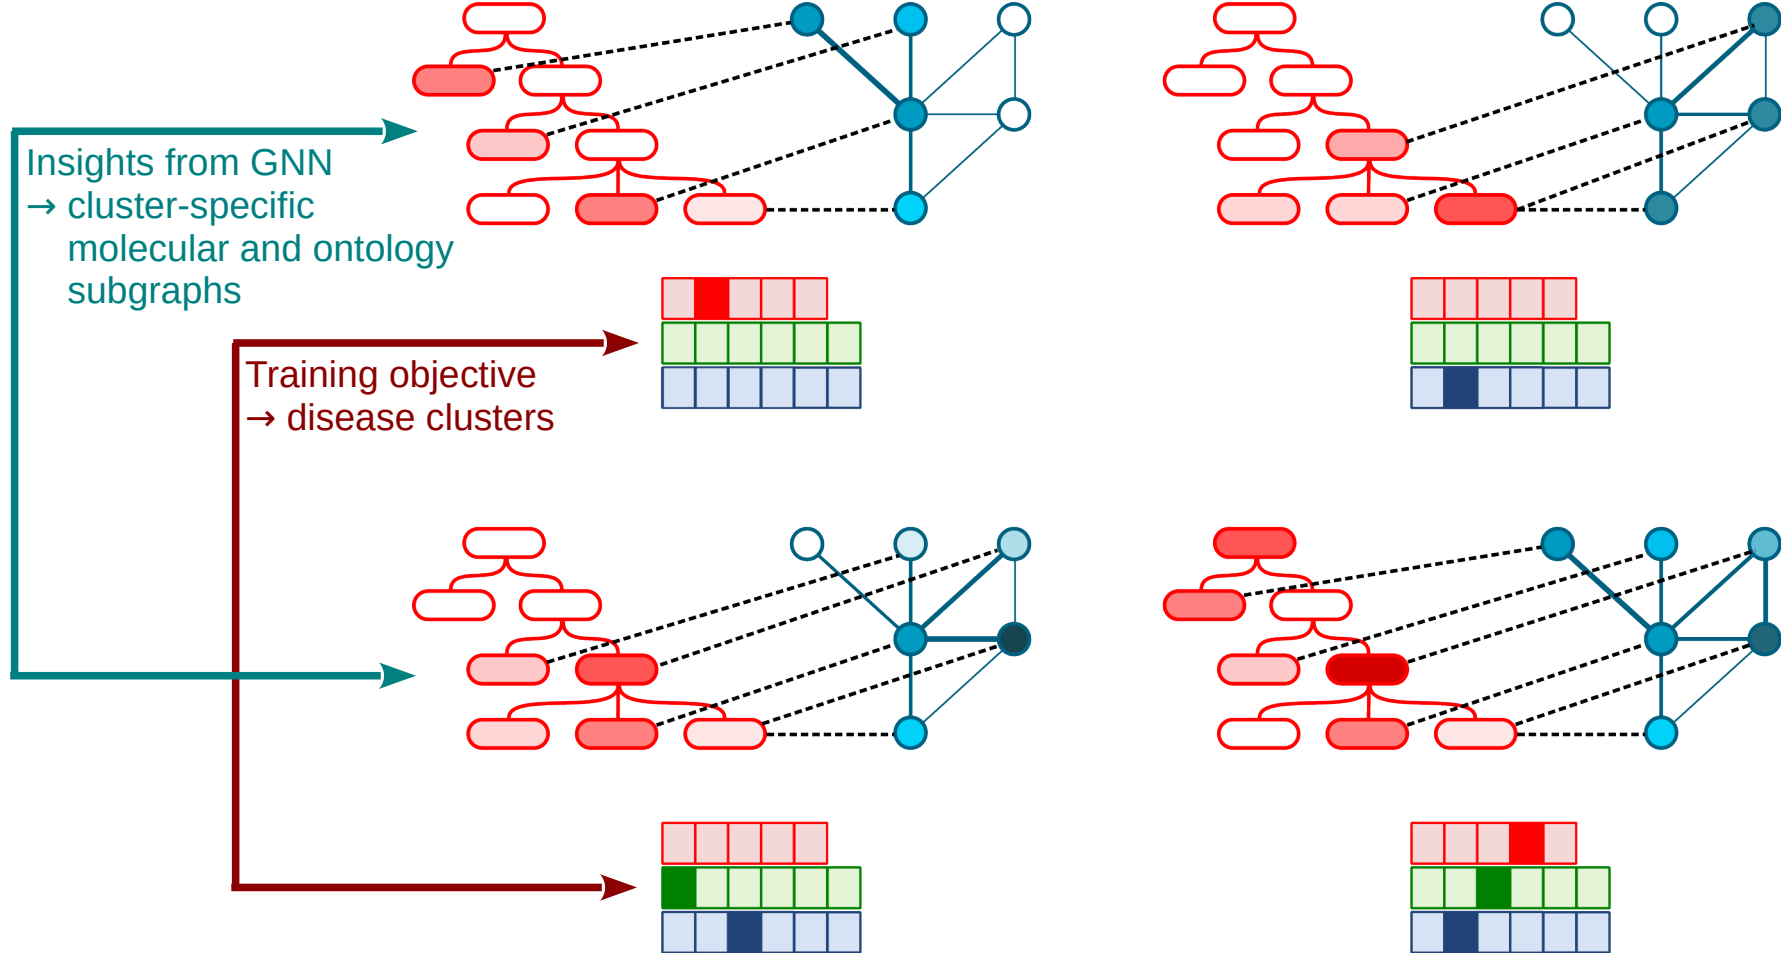 Insights from GNN
→ cluster-specific
molecular and ontology
subgraphs
Training objective
→ disease clusters